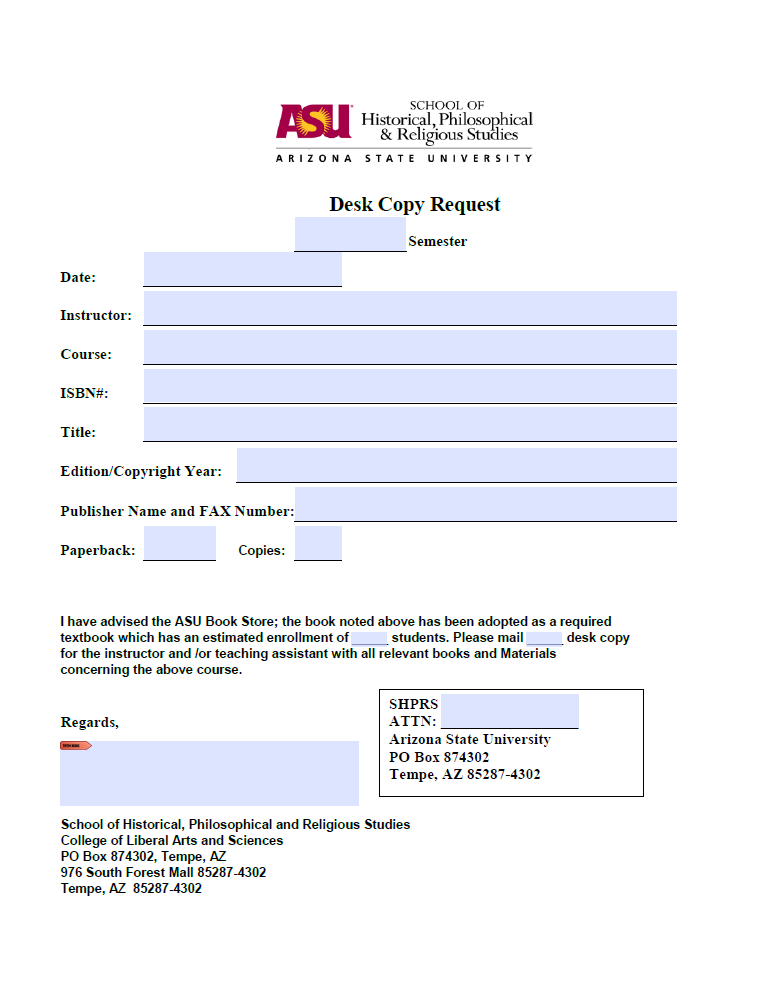 ASU
SCHOOL OF
Historical, Philosophical
& Religious Studies
ARIZONA STATE UNIVERSITY
Desk Copy Request
Semester
Date:
Instructor:
Course:
ISBN#:
Title:
Edition/Copyright Year:
Publisher Name and FAX Number:
Paperback: Copies:
I have advised the ASU Book Store; the book noted above has been adopted as a required
textbook which has an estimated enrollment of students. Please mail desk copy
for the instructor and /or teaching assistant with all relevant books and Materials
concerning the above course.
Regards,
SHPRS
ATTN:
Arizona State University
PO Box 874302
Tempe, AZ 85287-4302
School of Historical, Philosophical and Religious Studies
College of Liberal Arts and Sciences
PO Box 874302, Tempe, AZ
976 South Forest Mall 85287-4302
Tempe, AZ 85287-4302